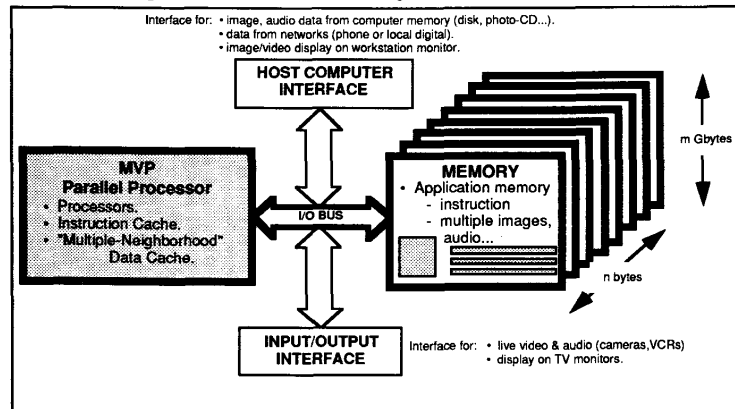 Interface for: • image, audio data from computer memory (disk, photo-CD...).
• data from networks (phone or local digital).
• image/video display on workstation monitor.
HOST COMPUTER
INTERFACE
MVP
Parallel Processor
• Processors.
• Instruction Cache.
• "Multiple-Neighborhood"
Data Cache.
I/O BUS
MEMORY
• Application memory
- instruction
- multiple images,
audio...
m Gbytes
n bytes
INPUT/OUTPUT
INTERFACE
Interface for: • live video & audio (cameras,VCRs)
• display on TV monitors.